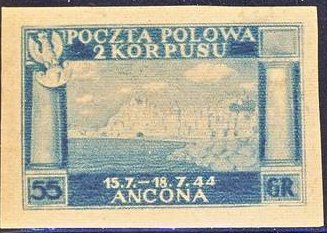 POCZTA POLOWA
2 KORPUSU
15.7.–18.7.44
55 ANCONA GR